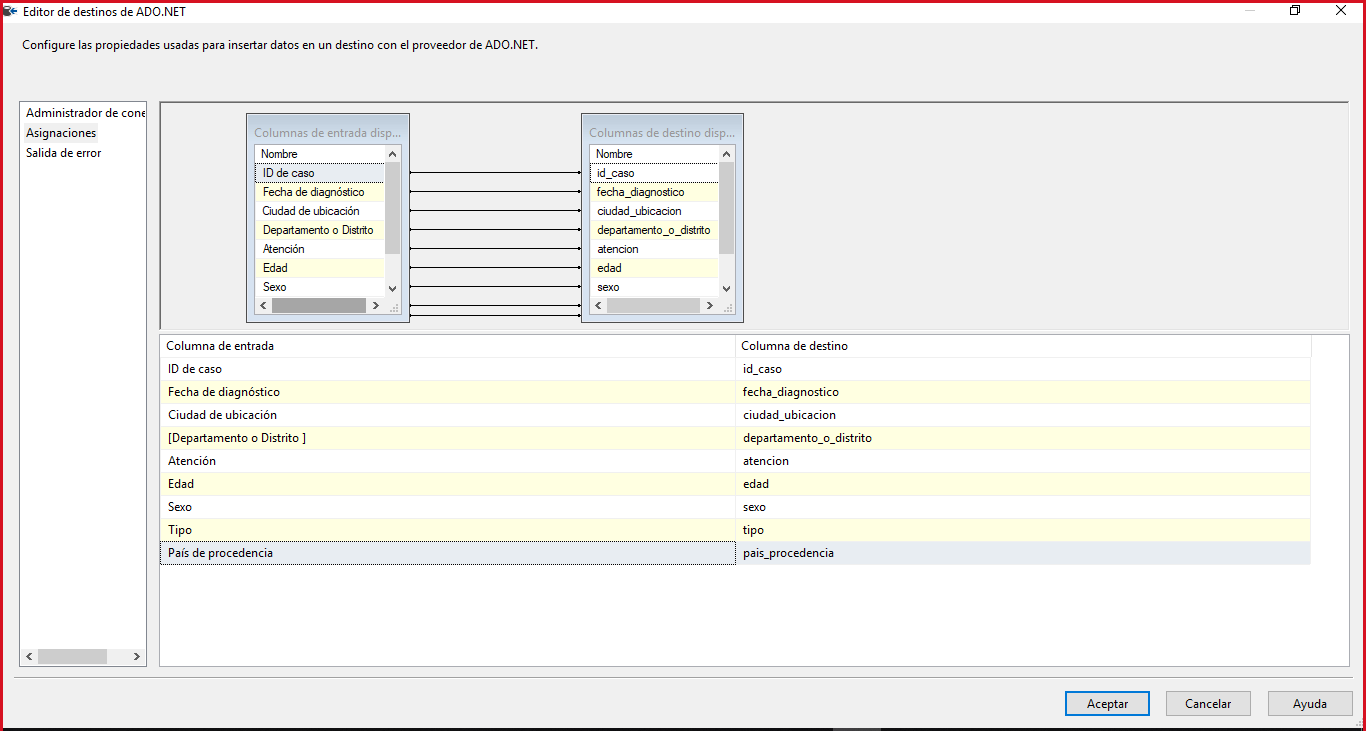 Editor de destinos de ADO.NET
Configure las propiedades usadas para insertar datos en un destino con el proveedor de ADO.NET.
Administrador de cone
Asignaciones
Salida de error
Columnas de entrada disp...
Nombre
ID de caso
Fecha de diagnóstico
Ciudad de ubicación
Departamento o Distrito
Atención
Edad
Sexo
Columnas de destino disp...
Nombre
id_caso
fecha_diagnostico
ciudad_ubicacion
departamento_o_distrito
atencion
edad
sexo
Columna de entrada Columna de destino
ID de caso id_caso
Fecha de diagnóstico fecha_diagnostico
Ciudad de ubicación ciudad_ubicacion
[Departamento o Distrito ] departamento_o_distrito
Atención atencion
Edad edad
Sexo sexo
Tipo tipo
País de procedencia pais_procedencia
Aceptar Cancelar Ayuda